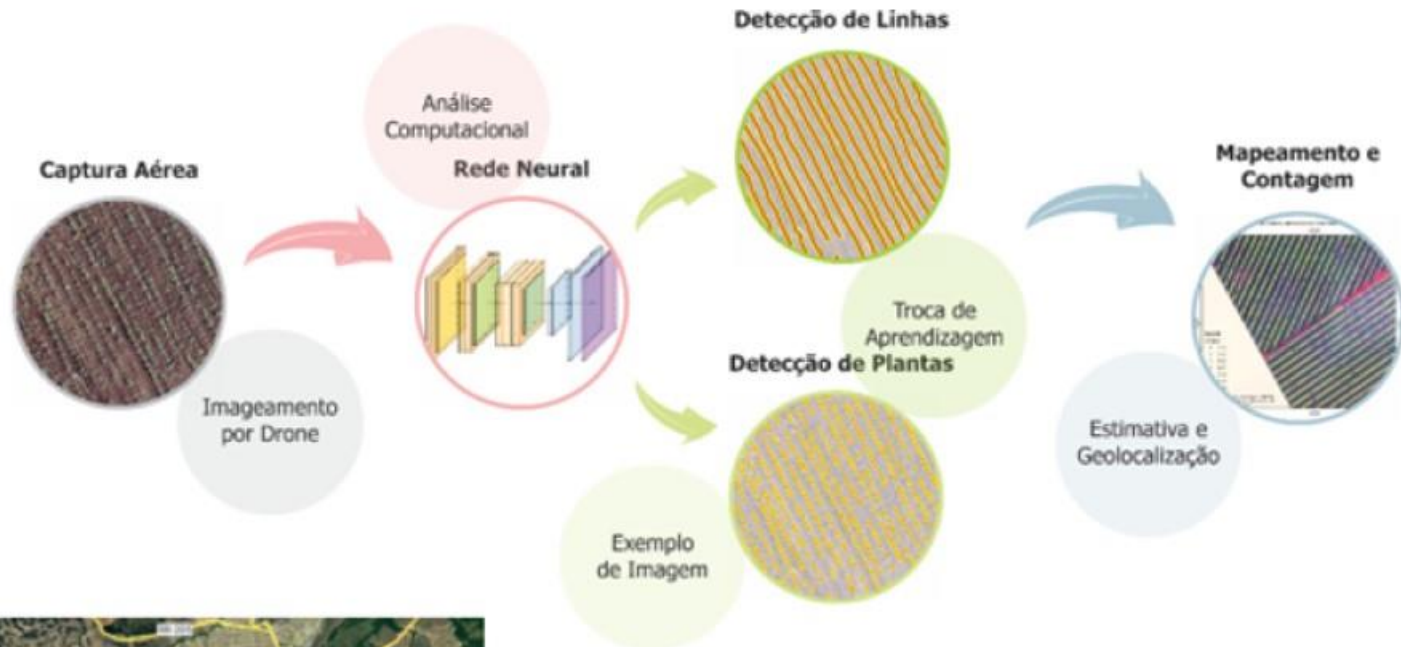 Detecção de Linhas
Análise
Computacional
Rede Neural
Captura Aérea
Mapeamento e
Contagem
Troca de
Aprendizagem
Detecção de Plantas
Imageamento
por Drone
Estimativa e
Geolocalização
Exemplo
de Imagem